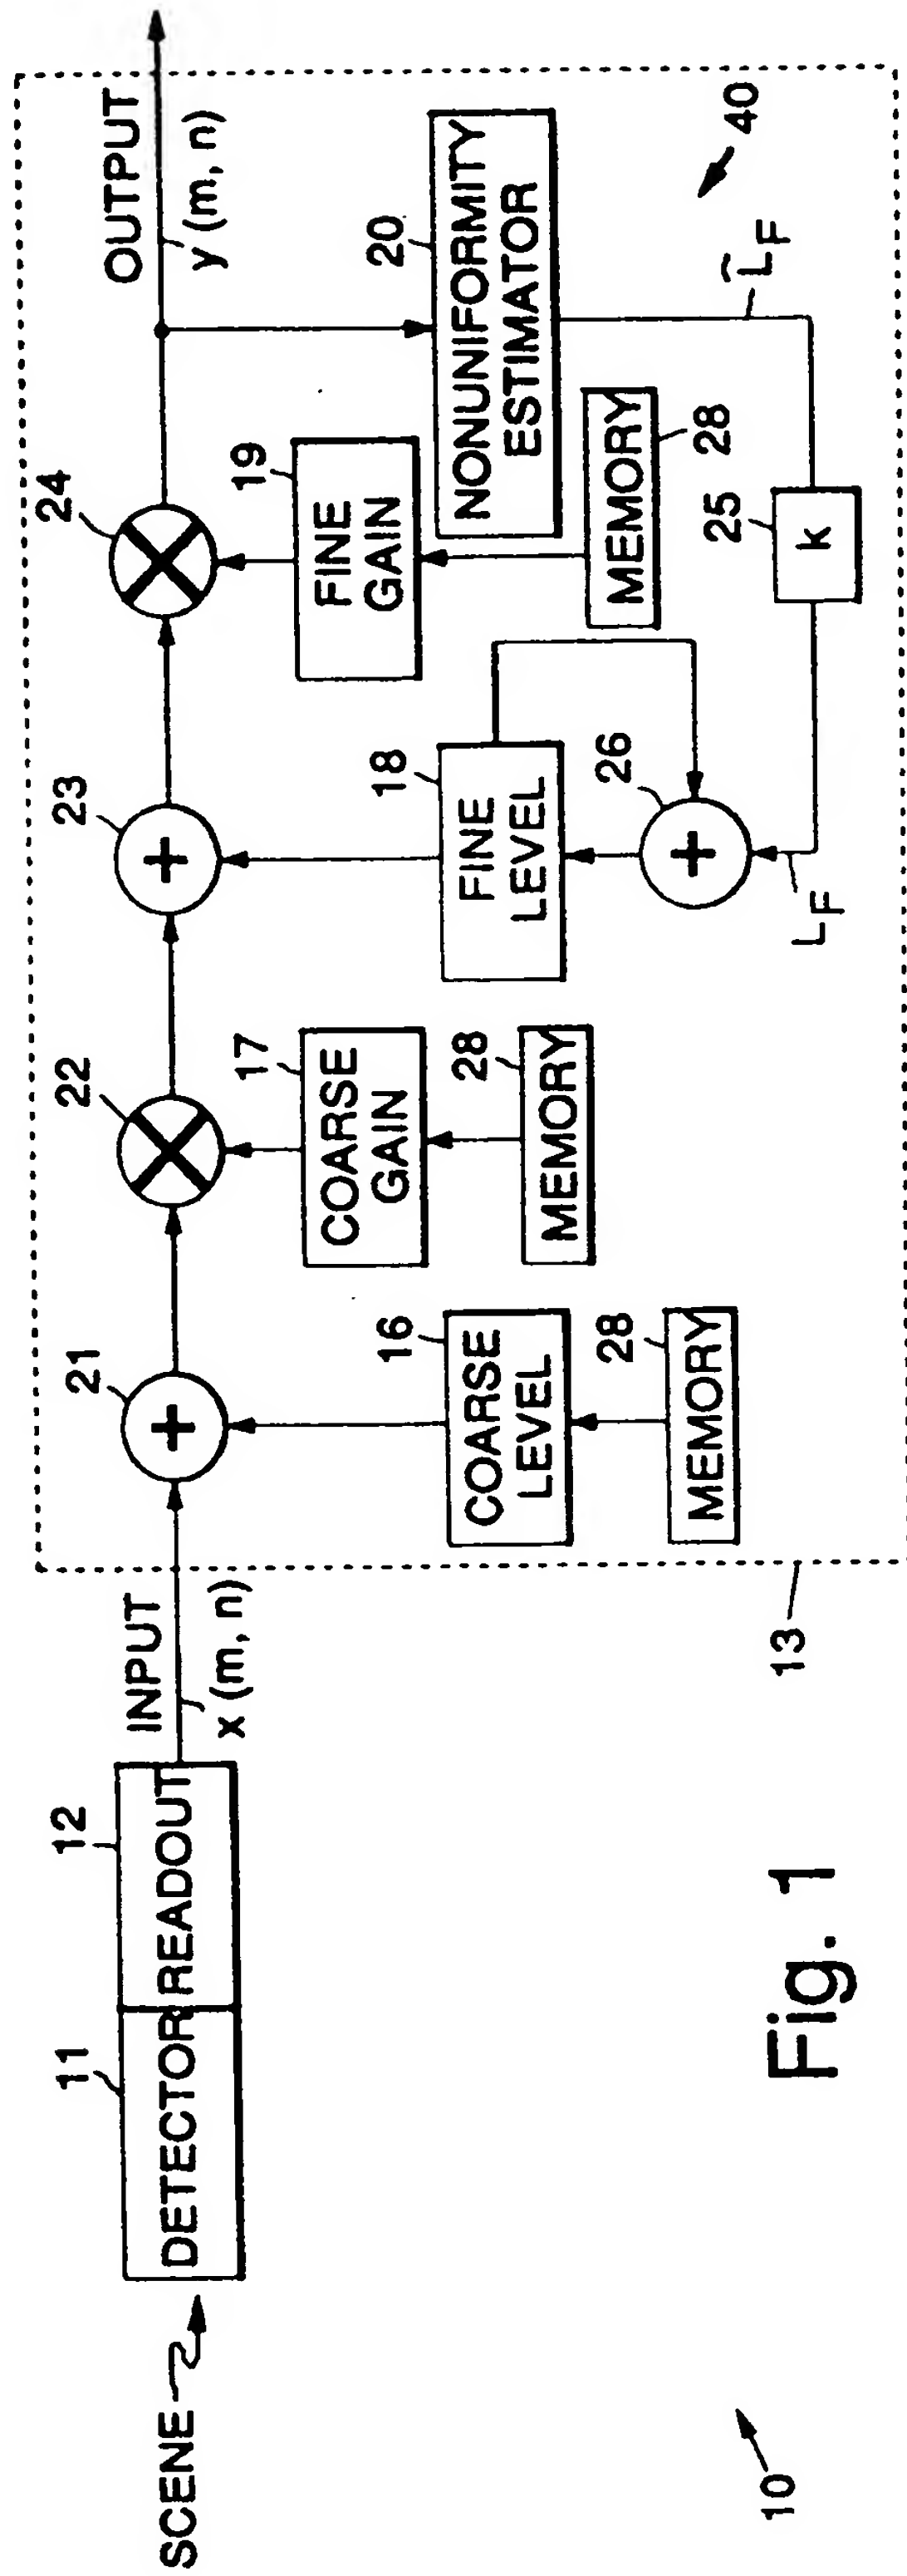 SCENE
10
11
DETECTOR
12
READOUT
INPUT
x (m, n)
13
21
16
COARSE
LEVEL
28
MEMORY
22
17
COARSE
GAIN
28
MEMORY
23
18
FINE
LEVEL
26
L_F
24
19
FINE
GAIN
28
MEMORY
25
k
OUTPUT
y (m, n)
20
NONUNIFORMITY
ESTIMATOR
40
L̃_F
Fig. 1